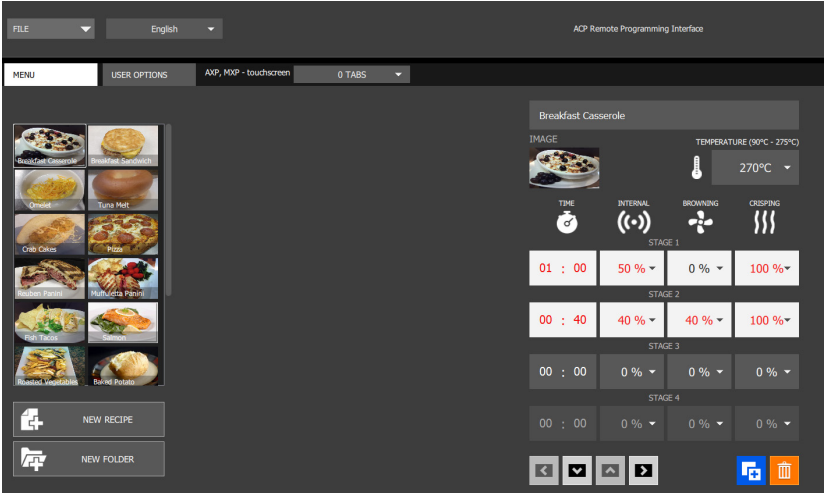 FILE
English
ACP Remote Programming Interface
MENU
USER OPTIONS
AXP, MXP - touchscreen
0 TABS
Breakfast Casserole
Breakfast Sandwich
Omelet
Tuna Melt
Crab Cakes
Pizza
Reuben Panini
Muffuletta Panini
Fish Tacos
Salmon
Roasted Vegetables
Baked Potato
NEW RECIPE
NEW FOLDER
Breakfast Casserole
IMAGE
TEMPERATURE (90°C - 275°C)
270°C
TIME
INTERNAL
BROWNING
CRISPING
STAGE 1
01 : 00
50 %
0 %
100 %
STAGE 2
00 : 40
40 %
40 %
100 %
STAGE 3
00 : 00
0 %
0 %
0 %
STAGE 4
00 : 00
0 %
0 %
0 %